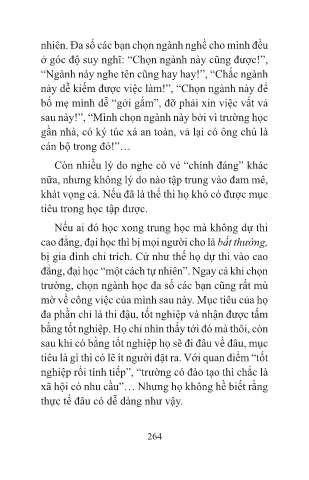 nhiên. Đa số các bạn chọn ngành nghề cho mình đều
ở góc độ suy nghĩ: “Chọn ngành này cũng được!”,
“Ngành này nghe tên cũng hay hay!”, “Chắc ngành
này dễ kiếm được việc làm!”, “Chọn ngành này để
bố mẹ mình dễ “gởi gắm”, đỡ phải xin việc vất vả
sau này!”, “Mình chọn ngành này bởi vì trường học
gần nhà, có ký túc xá an toàn, vả lại có ông chú là
cán bộ trong đó!”…
Còn nhiều lý do nghe có vẻ “chính đáng” khác
nữa, nhưng không lý do nào tập trung vào đam mê,
khát vọng cả. Nếu đã là thế thì họ khó có được mục
tiêu trong học tập được.
Nếu ai đó học xong trung học mà không dự thi
cao đẳng, đại học thì bị mọi người cho là bất thường,
bị gia đình chỉ trích. Cứ như thế họ dự thi vào cao
đẳng, đại học “một cách tự nhiên”. Ngay cả khi chọn
trường, chọn ngành học đa số các bạn cũng rất mù
mờ về công việc của mình sau này. Mục tiêu của họ
đa phần chỉ là thi đậu, tốt nghiệp và nhận được tấm
bằng tốt nghiệp. Họ chỉ nhìn thấy tới đó mà thôi, còn
sau khi có bằng tốt nghiệp họ sẽ đi đâu về đâu, mục
tiêu là gì thì có lẽ ít người đặt ra. Với quan điểm “tốt
nghiệp rồi tính tiếp”, “trường có đào tạo thì chắc là
xã hội có nhu cầu”… Nhưng họ không hề biết rằng
thực tế đâu có dễ dàng như vậy.
264